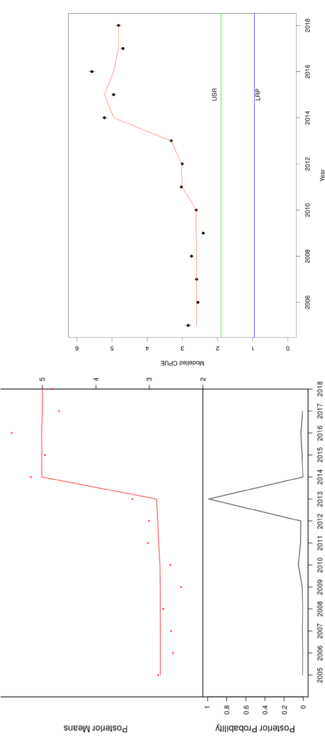 Modelled CPUE
6 5 4 3 2 1 0
USR
LRP
2006 2008 2010 2012 2014 2016 2018
Year
Posterior Means
5 4 3 2
Posterior Probability
1 0.8 0.6 0.4 0.2 0
2005 2006 2007 2008 2009 2010 2011 2012 2013 2014 2015 2016 2017 2018